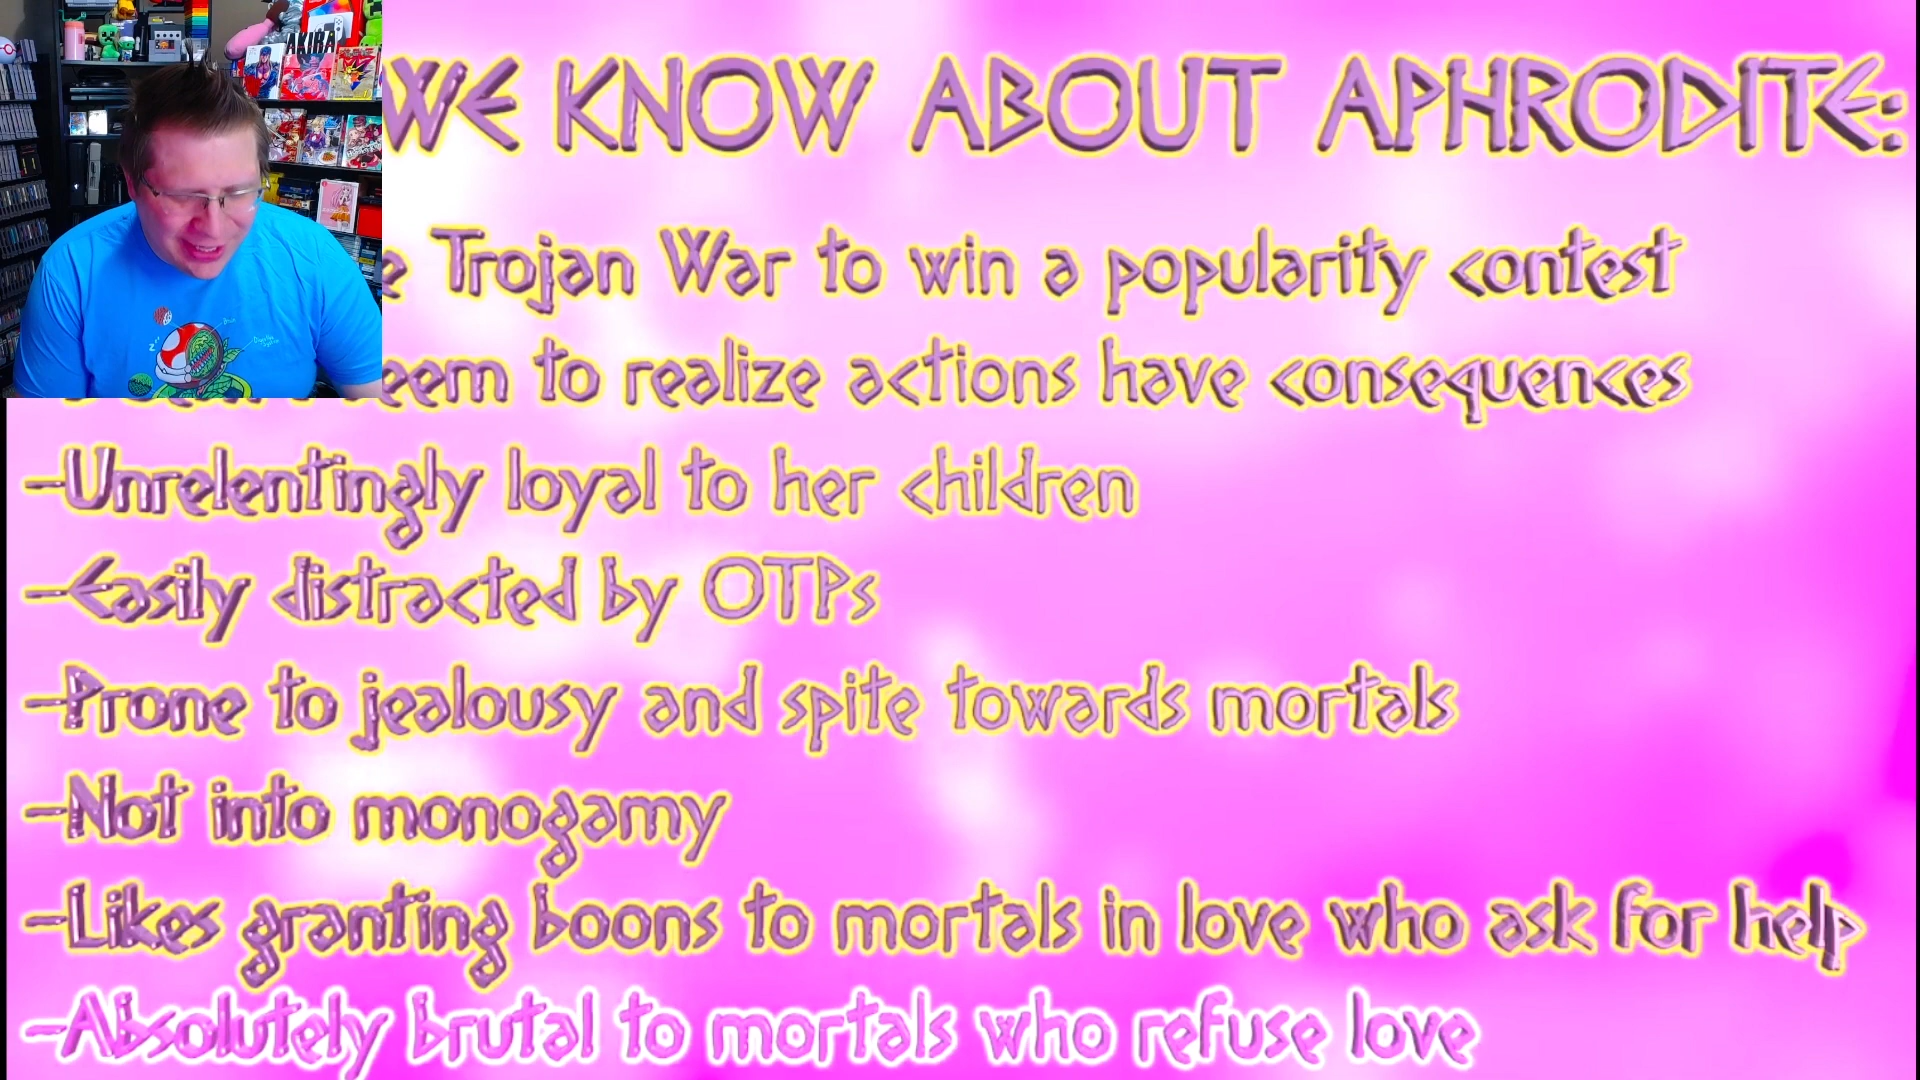 WE KNOW ABOUT APHRODITE:
AKIRA
Trojan War to win a popularity contest
to realize actions have consequences
-Unrelentingly loyal to her children
-Easily distracted by OTPs
-Prone to jealousy and spite towards mortals
-Not into monogamy
-Likes granting boons to mortals in love who ask for help
-Absolutely brutal to mortals who refuse love